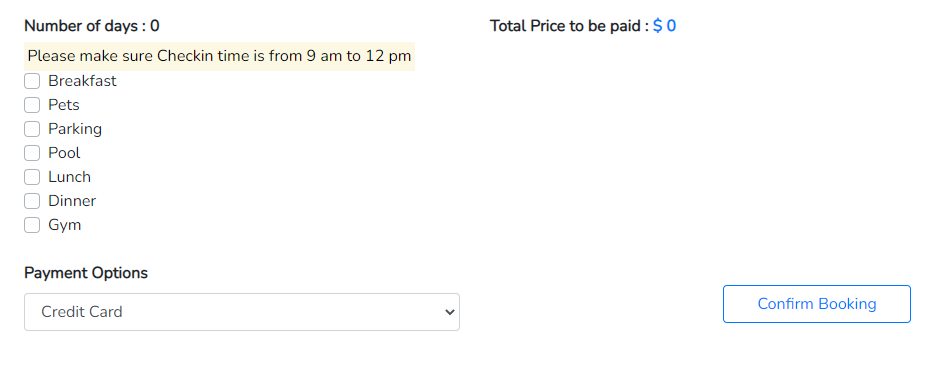 Number of days : 0
Total Price to be paid : $ 0
Please make sure Checkin time is from 9 am to 12 pm
Breakfast
Pets
Parking
Pool
Lunch
Dinner
Gym
Payment Options
Credit Card
Confirm Booking